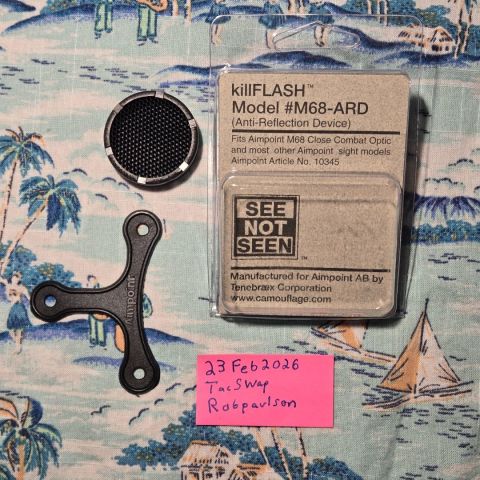 killFLASH™
Model #M68-ARD
(Anti-Reflection Device)
Fits Aimpoint M68 Close Combat Optic
and most other Aimpoint sight models
Aimpoint Article No. 10345
SEE
NOT
SEEN™
Manufactured for Aimpoint AB by
Tenebræx Corporation
www.camouflage.com
Aimpoint
23 Feb 2026
TacSwap
Robpaulson